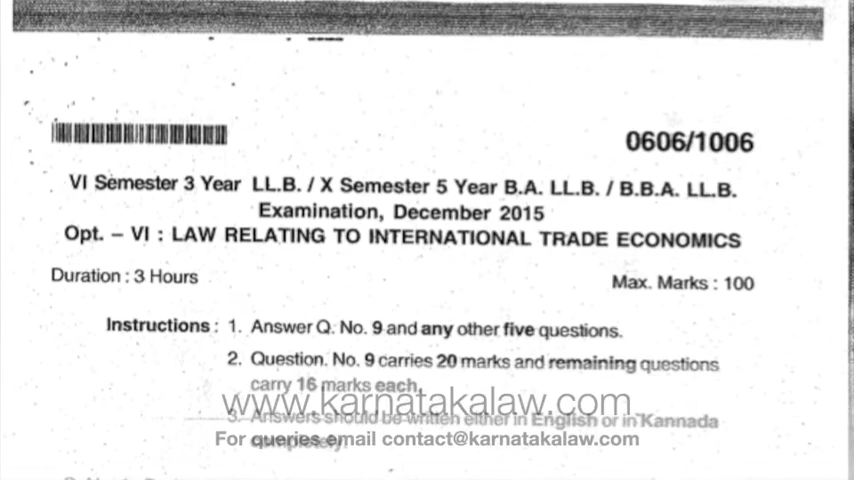 0606/1006
VI Semester 3 Year LL.B. / X Semester 5 Year B.A. LL.B. / B.B.A. LL.B.
Examination, December 2015
Opt. – VI : LAW RELATING TO INTERNATIONAL TRADE ECONOMICS
Duration : 3 Hours Max. Marks : 100
Instructions : 1. Answer Q. No. 9 and any other five questions.
2. Question. No. 9 carries 20 marks and remaining questions
carry 16 marks each.
www.karnatakalaw.com
3. Answers should be written either in English or in Kannada
For queries email contact@karnatakalaw.com
completely.